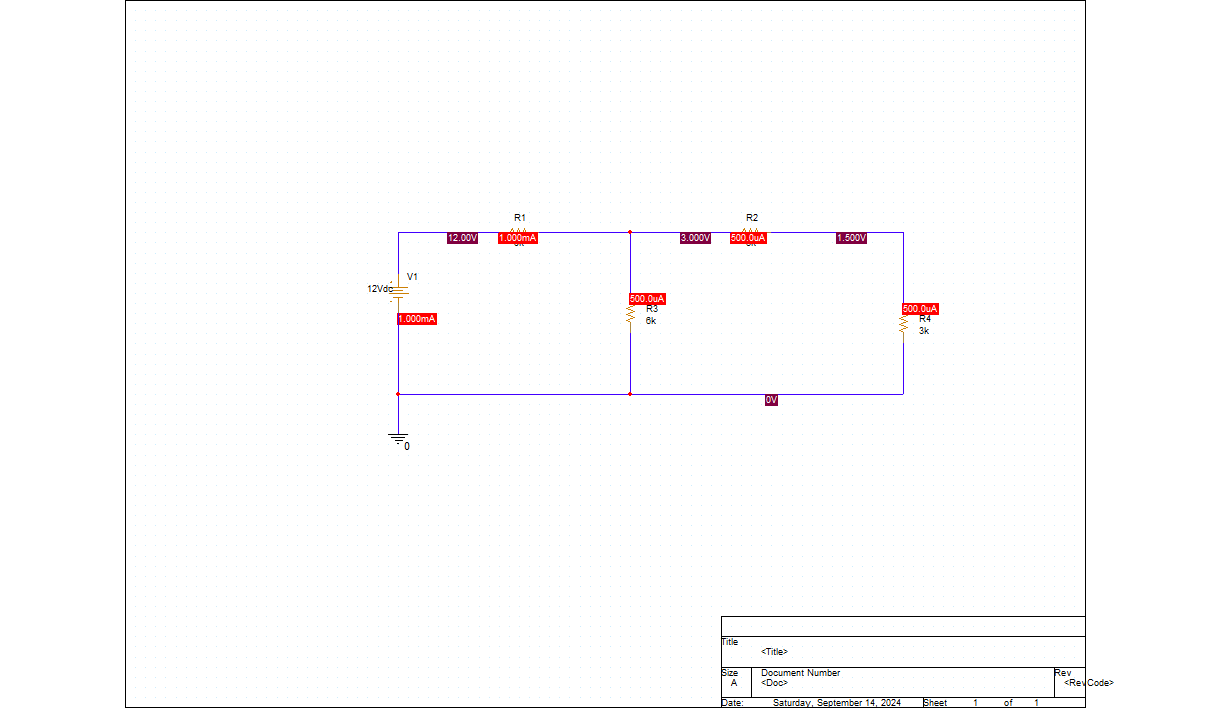 R1
R2
12.00V
1.000mA
3.000V
500.0uA
1.500V
V1
12Vdc
1.000mA
500.0uA
R3
6k
500.0uA
R4
3k
0V
0
Title
<Title>
Size
A
Document Number
<Doc>
Rev
<RevCode>
Date:
Saturday, September 14, 2024
Sheet
1
of
1